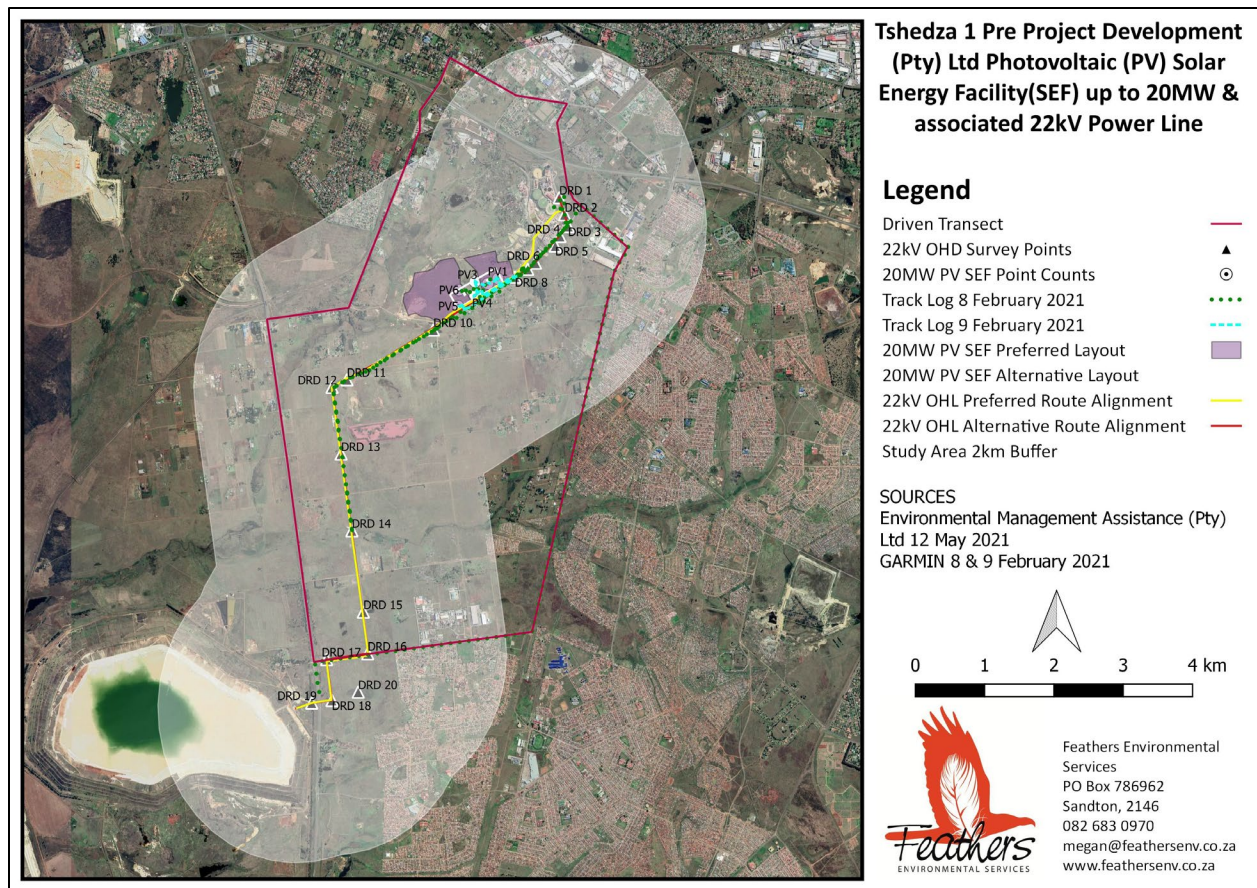 Tshedza 1 Pre Project Development
(Pty) Ltd Photovoltaic (PV) Solar
Energy Facility(SEF) up to 20MW &
associated 22kV Power Line
Legend
Driven Transect
22kV OHD Survey Points
20MW PV SEF Point Counts
Track Log 8 February 2021
Track Log 9 February 2021
20MW PV SEF Preferred Layout
20MW PV SEF Alternative Layout
22kV OHL Preferred Route Alignment
22kV OHL Alternative Route Alignment
Study Area 2km Buffer
SOURCES
Environmental Management Assistance (Pty)
Ltd 12 May 2021
GARMIN 8 & 9 February 2021
0 1 2 3 4 km
Feathers
ENVIRONMENTAL SERVICES
Feathers Environmental
Services
PO Box 786962
Sandton, 2146
082 683 0970
megan@feathersenv.co.za
www.feathersenv.co.za
DRD 1
DRD 2
DRD 4
DRD 3
DRD 5
DRD 6
DRD 8
PV3
PV1
PV6
PV5
PV4
DRD 10
DRD 11
DRD 12
DRD 13
DRD 14
DRD 15
DRD 16
DRD 17
DRD 20
DRD 19
DRD 18